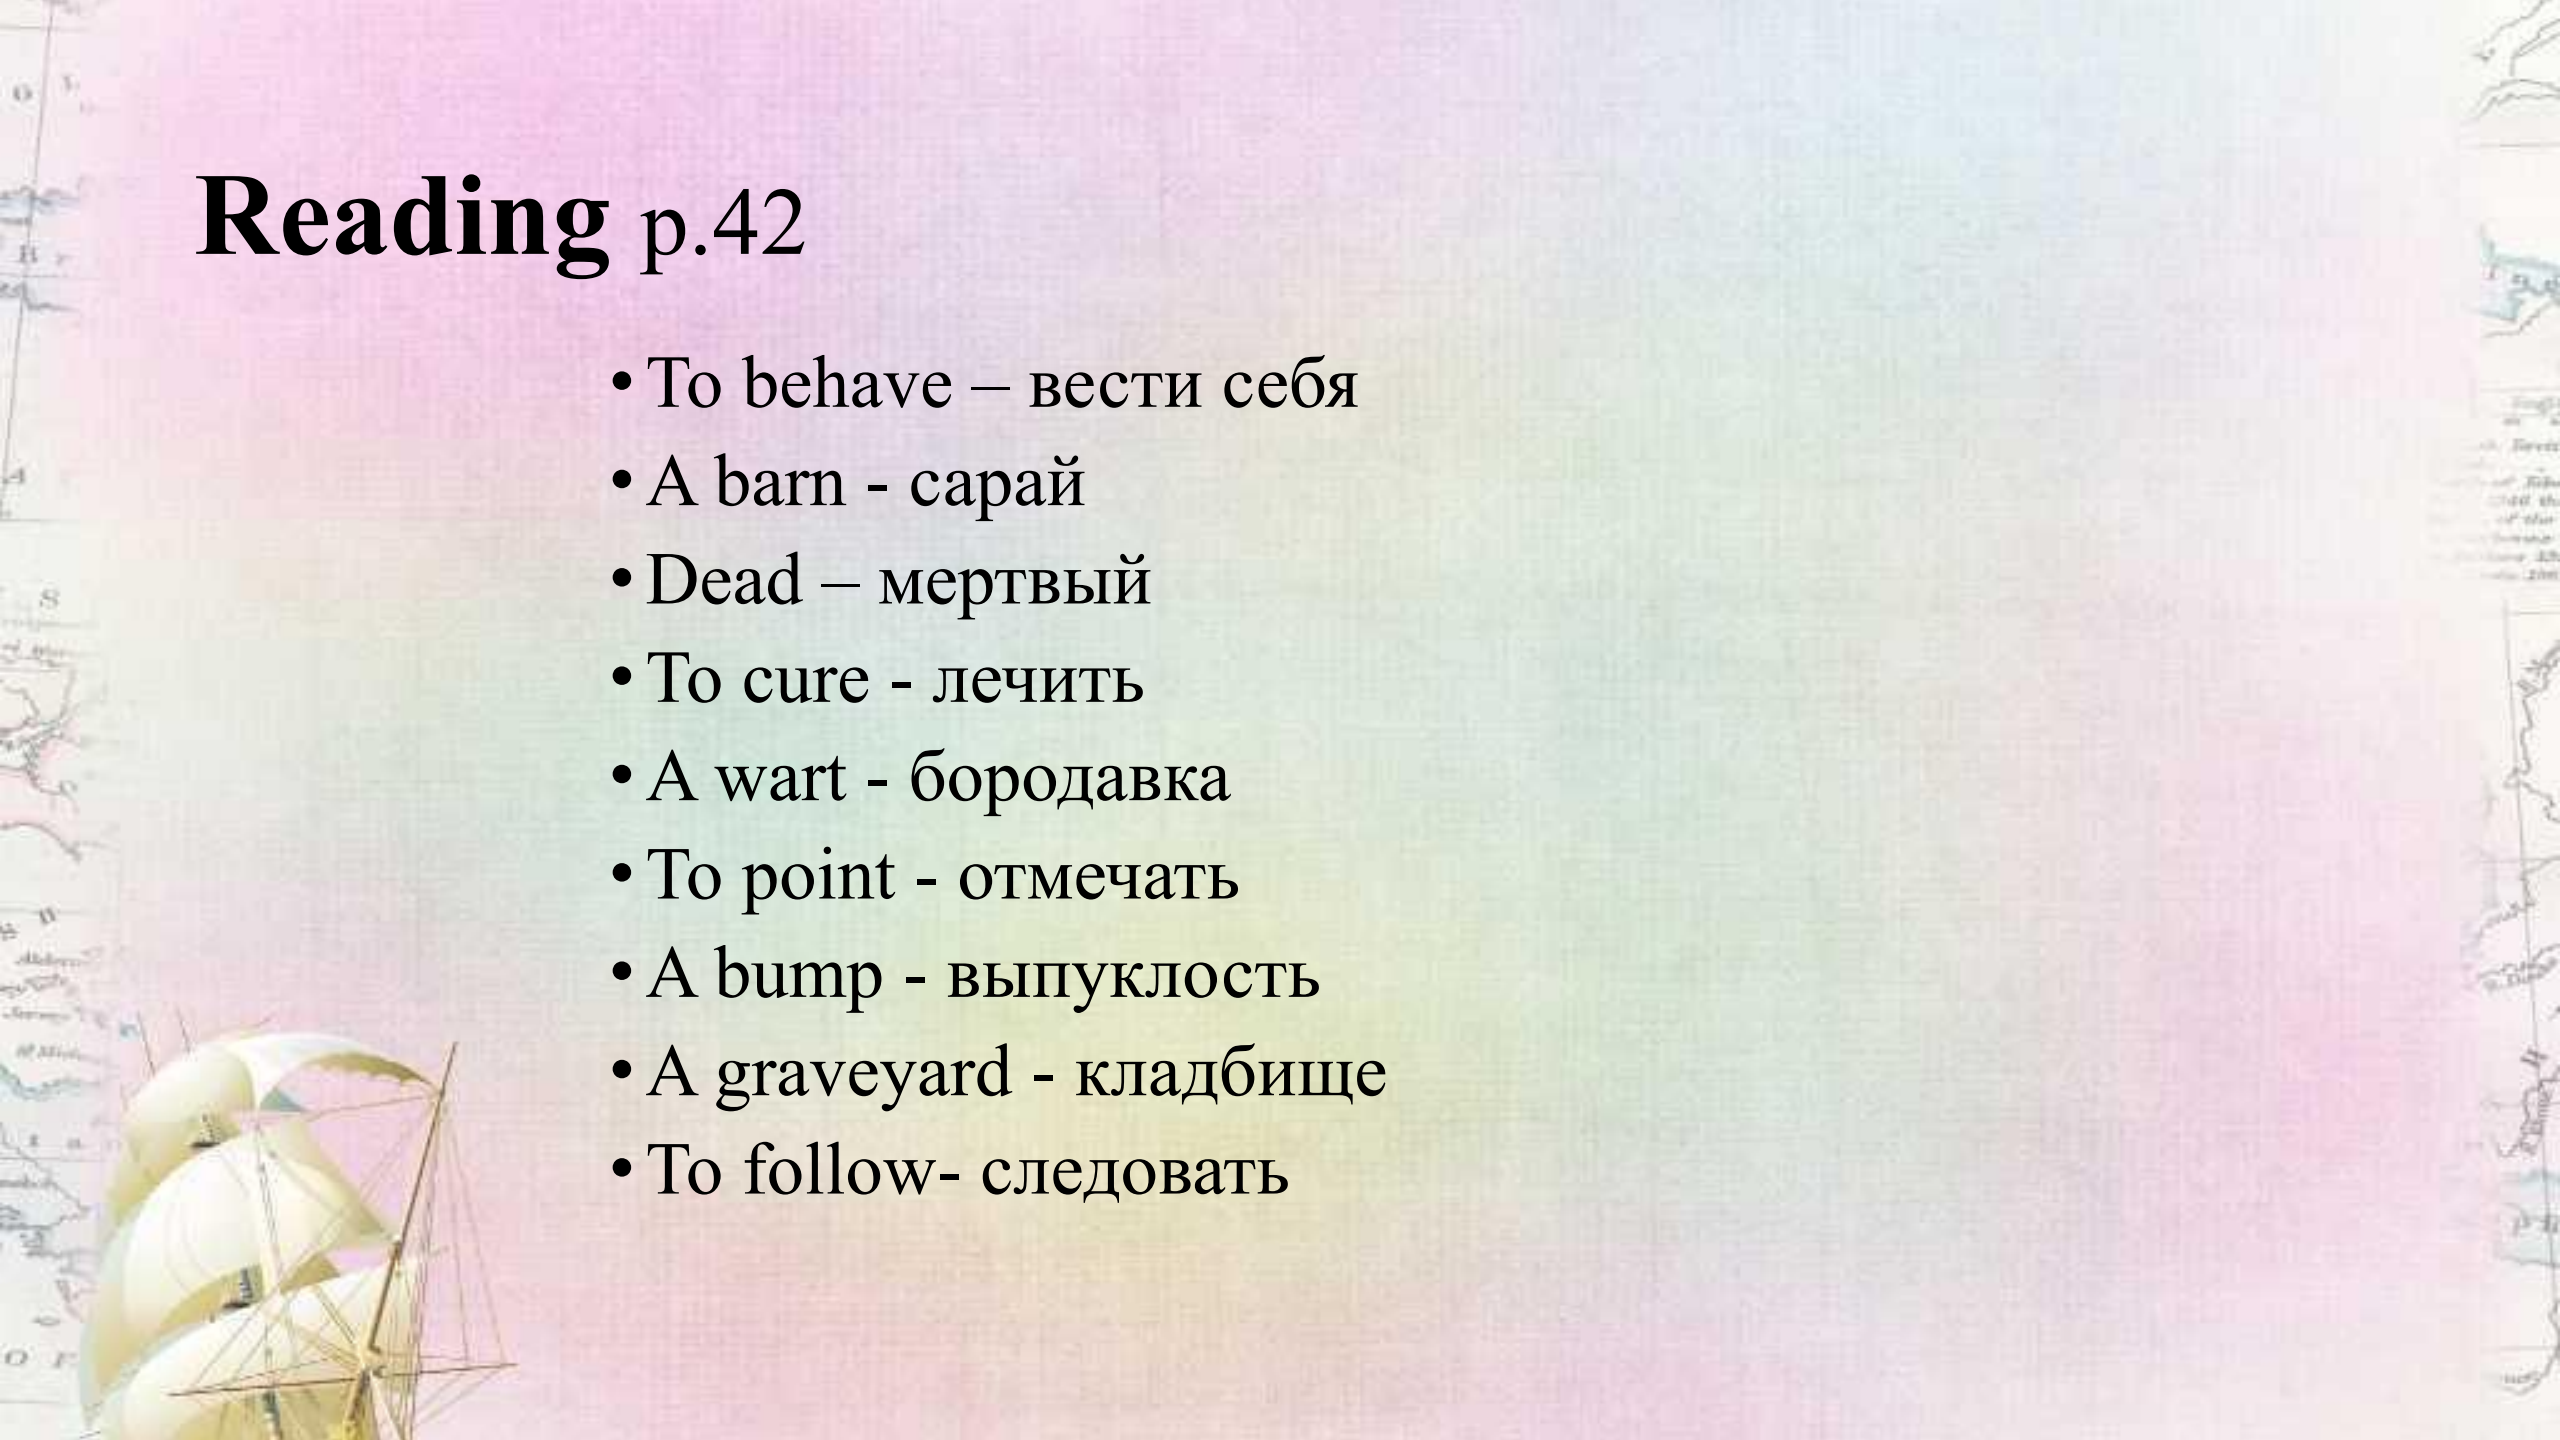 Reading p.42
• To behave – вести себя
• A barn - сарай
• Dead – мертвый
• To cure - лечить
• A wart - бородавка
• To point - отмечать
• A bump - выпуклость
• A graveyard - кладбище
• To follow- следовать